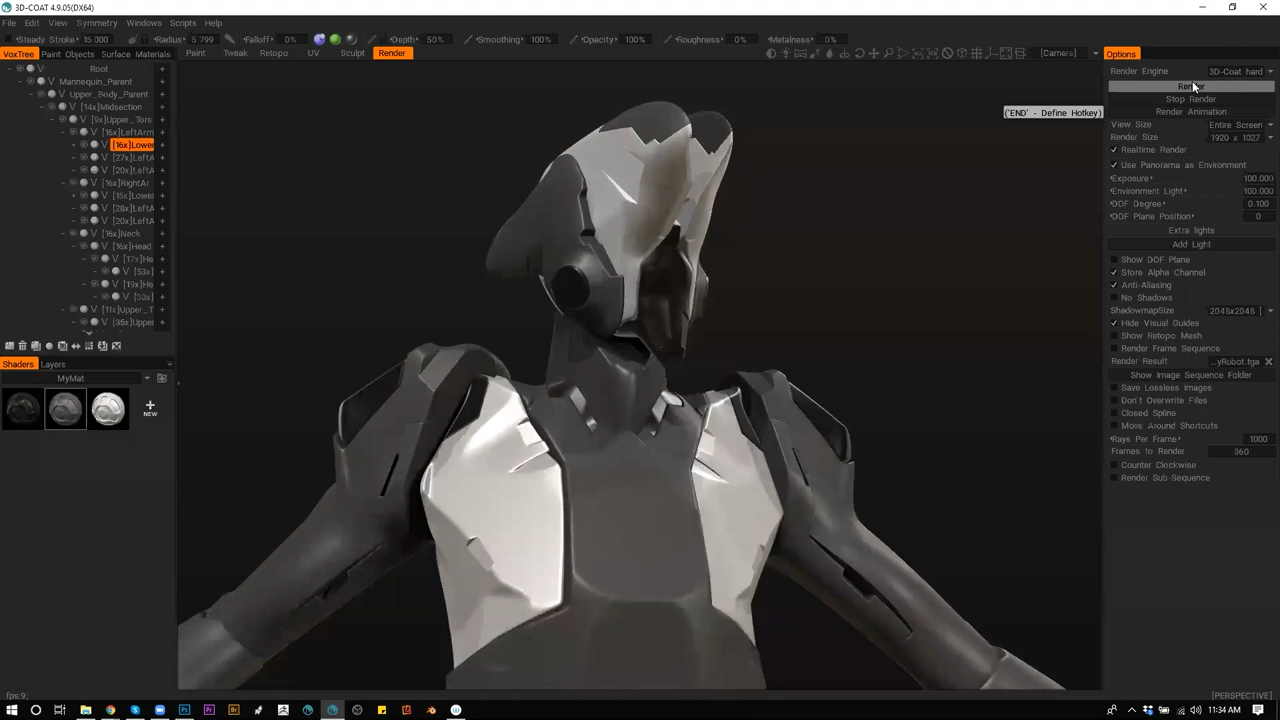 3D-COAT 4.9.05(DX64)
File Edit View Symmetry Windows Scripts Help
Steady Stroke 15.000 Radius 5.799 Falloff 0% Depth 50% Smoothing 100% Opacity 100% Roughness 0% Metalness 0%
VoxTree Paint Objects Surface Materials Paint Tweak Retopo UV Sculpt Render [Camera] Options
V Root +
V Mannequin_Parent +
V Upper_Body_Parent +
V [14x]Midsection +
V [9x]Upper_Tors +
V [16x]LeftArm +
V [16x]Lower +
V [27x]LeftA +
V [20x]LeftA +
V [16x]RightAr +
V [15x]Lowe +
V [28x]LeftA +
V [20x]LeftA +
V [16x]Neck +
V [16x]Head +
V [17x]He +
V [53x] +
V [19x]He +
V +
V [11x]Upper_T +
V [35x]Upper +
Shaders Layers
MyMat
+
NEW
('END' - Define Hotkey)
Render Engine 3D-Coat hard
Render
Stop Render
Render Animation
View Size Entire Screen
Render Size 1920 x 1027
Realtime Render
Use Panorama as Environment
Exposure 100.000
Environment Light 100.000
DOF Degree 0.100
DOF Plane Position 0
Extra lights
Add Light
Show DOF Plane
Store Alpha Channel
Anti-Aliasing
No Shadows
ShadowmapSize 2048x2048
Hide Visual Guides
Show Retopo Mesh
Render Frame Sequence
Render Result ...yRobot.tga
Show Image Sequence Folder
Save Lossless Images
Don't Overwrite Files
Closed Spline
Move Around Shortcuts
Rays Per Frame 1000
Frames to Render 360
Counter Clockwise
Render Sub-Sequence
fps:9; [PERSPECTIVE]
11:34 AM